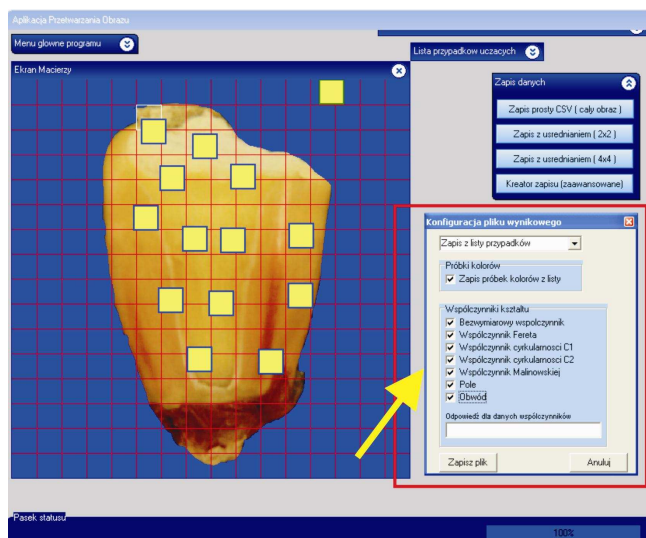 Aplikacja Przetwarzania Obrazu
Menu glowne programu
Lista przypadkow uczacych
Ekran Macierzy
Zapis danych
Zapis prosty CSV ( caly obraz )
Zapis z usrednianiem ( 2x2 )
Zapis z usrednianiem ( 4x4 )
Kreator zapisu (zaawansowane)
Konfiguracja pliku wynikowego
Zapis z listy przypadków
Próbki kolorów
Zapis próbek kolorów z listy
Współczynniki kształtu
Bezwymiarowy wspolczynnik
Współczynnik Fereta
Współczynnik cyrkularnosci C1
Współczynnik cyrkularnosci C2
Współczynnik Malinowskiej
Pole
Obwód
Odpowiedź dla danych współczynników
Zapisz plik
Anuluj
Pasek statusu
100%